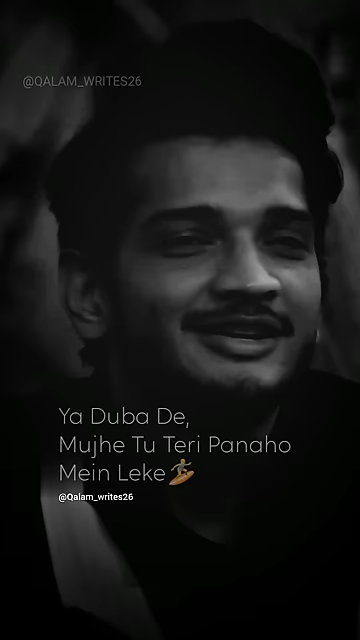 @QALAM_WRITES26
Ya Duba De,
Mujhe Tu Teri Panaho
Mein Leke🏄
@Qalam_writes26